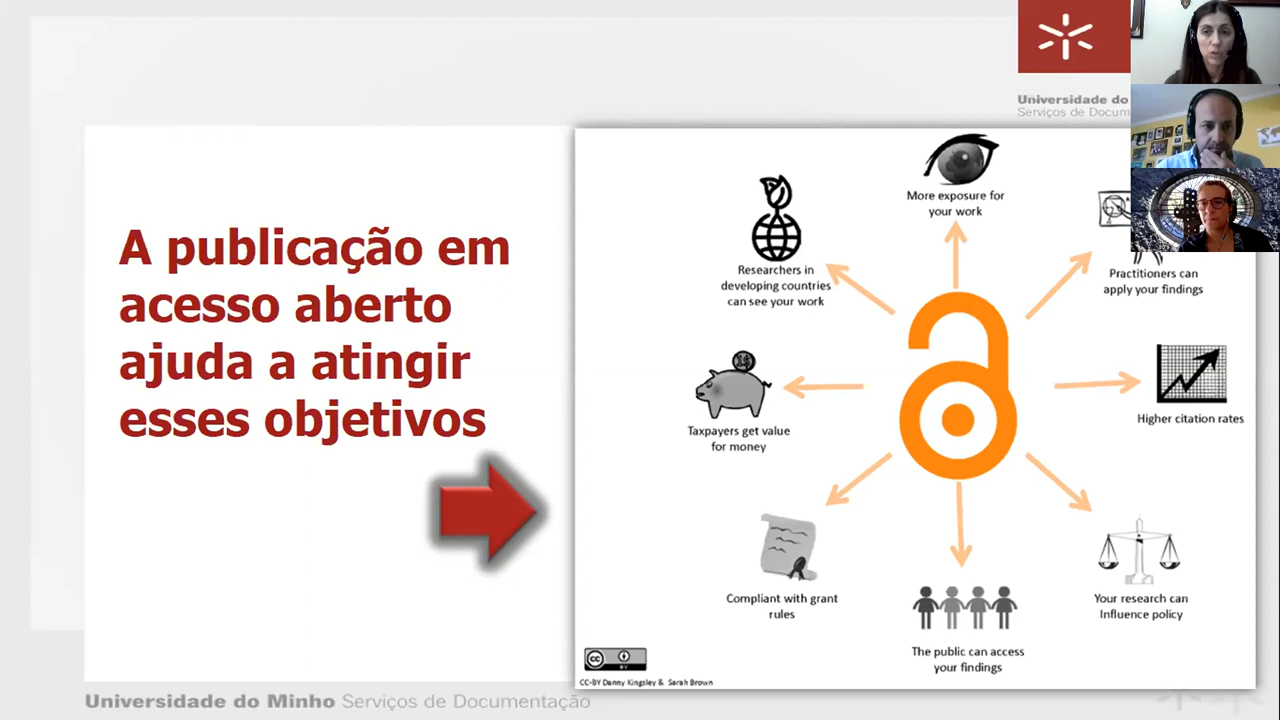 Universidade do
Serviços de Docum
A publicação em
acesso aberto
ajuda a atingir
esses objetivos
More exposure for
your work
Researchers in
developing countries
can see your work
Practitioners can
apply your findings
Taxpayers get value
for money
Higher citation rates
Compliant with grant
rules
Your research can
Influence policy
The public can access
your findings
cc
BY
CC-BY Danny Kingsley & Sarah Brown
Universidade do Minho Serviços de Documentação